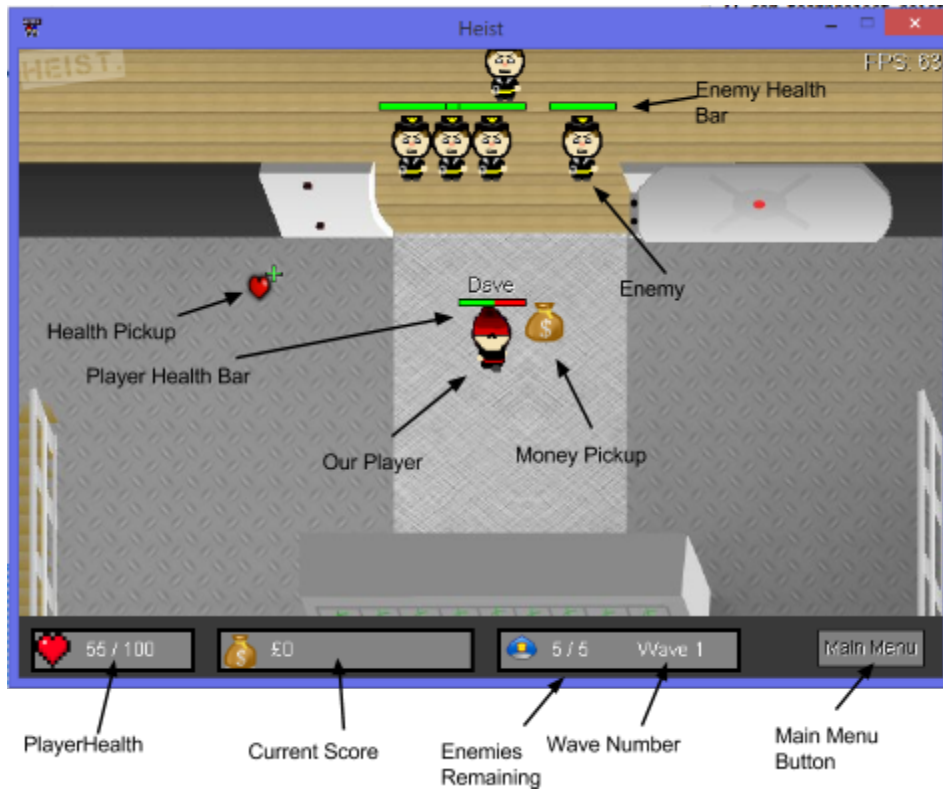 Heist
HEIST.
FPS: 63
Enemy Health
Bar
Dave
Enemy
Health Pickup
Player Health Bar
$
Our Player
Money Pickup
55 / 100
$
£0
5 / 5
Wave 1
Main Menu
PlayerHealth
Current Score
Enemies
Remaining
Wave Number
Main Menu
Button